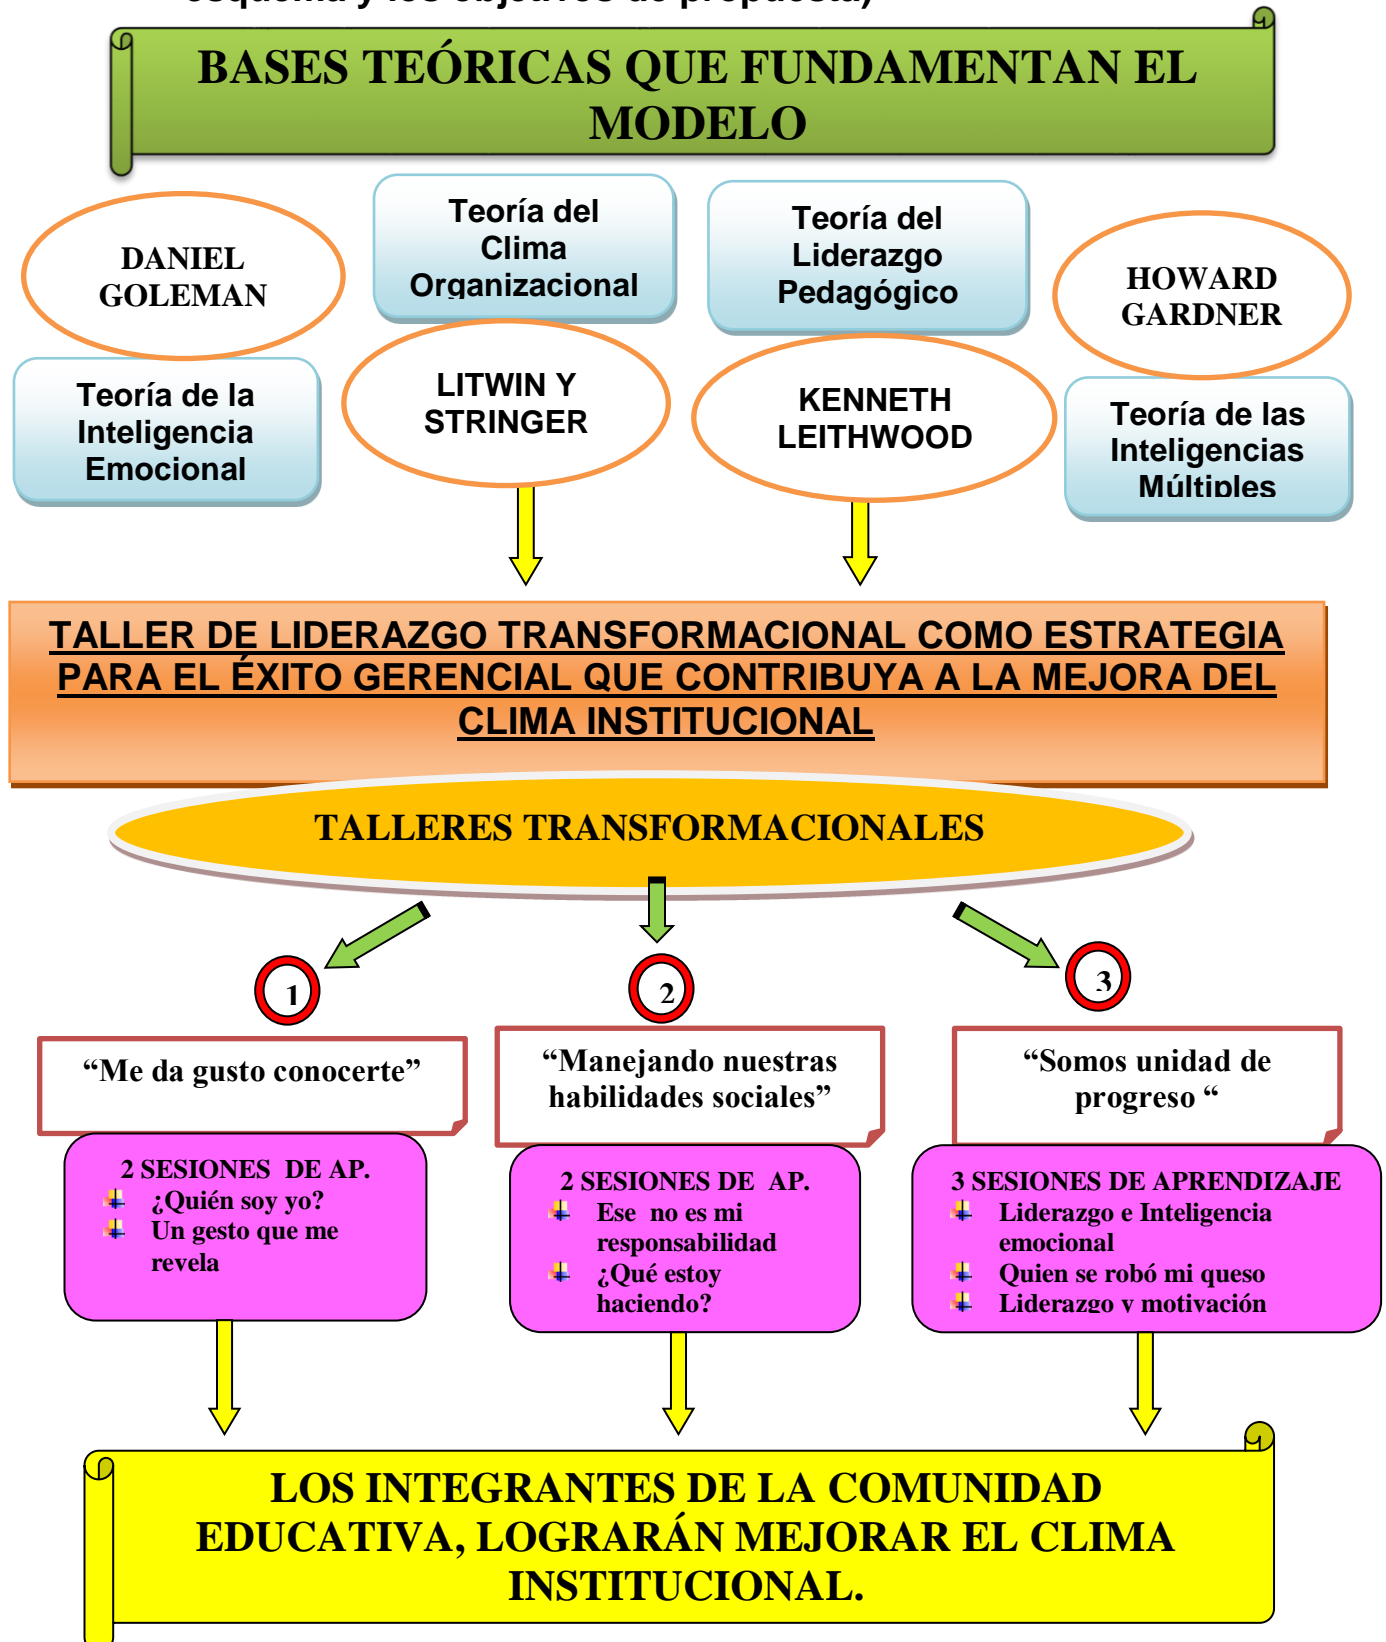 esquema y los objetivos de propuesta)
BASES TEÓRICAS QUE FUNDAMENTAN EL
MODELO
DANIEL
GOLEMAN
Teoría de la
Inteligencia
Emocional
Teoría del
Clima
Organizacional
LITWIN Y
STRINGER
Teoría del
Liderazgo
Pedagógico
KENNETH
LEITHWOOD
HOWARD
GARDNER
Teoría de las
Inteligencias
Múltiples
TALLER DE LIDERAZGO TRANSFORMACIONAL COMO ESTRATEGIA
PARA EL ÉXITO GERENCIAL QUE CONTRIBUYA A LA MEJORA DEL
CLIMA INSTITUCIONAL
TALLERES TRANSFORMACIONALES
1
“Me da gusto conocerte”
2 SESIONES DE AP.
¿Quién soy yo?
Un gesto que me
revela
2
“Manejando nuestras
habilidades sociales”
2 SESIONES DE AP.
Ese no es mi
responsabilidad
¿Qué estoy
haciendo?
3
“Somos unidad de
progreso “
3 SESIONES DE APRENDIZAJE
Liderazgo e Inteligencia
emocional
Quien se robó mi queso
Liderazgo y motivación
LOS INTEGRANTES DE LA COMUNIDAD
EDUCATIVA, LOGRARÁN MEJORAR EL CLIMA
INSTITUCIONAL.